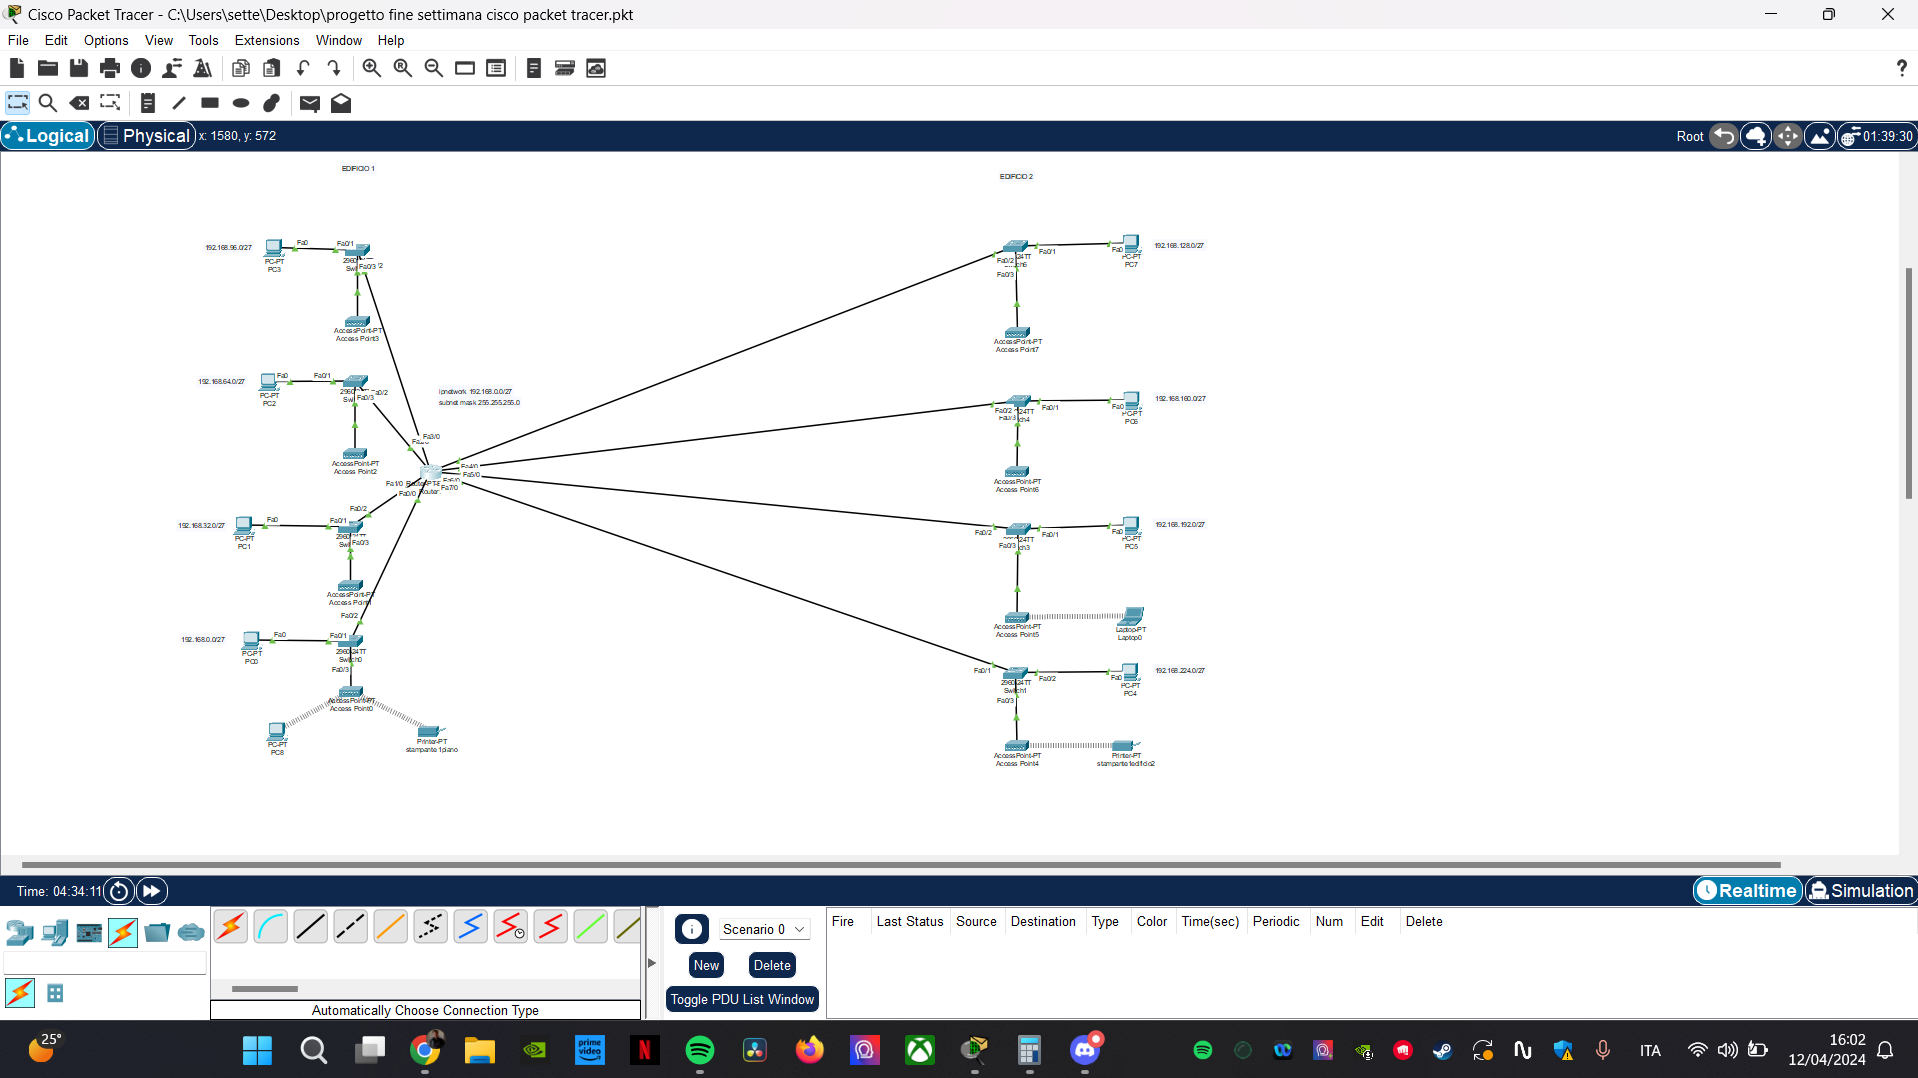 Cisco Packet Tracer - C:\Users\sette\Desktop\progetto fine settimana cisco packet tracer.pkt
File Edit Options View Tools Extensions Window Help
?
Logical Physical x: 1580, y: 572
Root 01:39:30
EDIFICIO 1
EDIFICIO 2
192.168.96.0/27
Fa0
Fa0/1
PC-PT
PC3
Fa0/3
AccessPoint-PT
Access Point3
192.168.128.0/27
Fa0/1
Fa0
Fa0/2
Fa0/3
PC-PT
PC7
AccessPoint-PT
Access Point7
192.168.64.0/27
Fa0
Fa0/1
PC-PT
PC2
Fa0/3
AccessPoint-PT
Access Point2
ipnetwork 192.168.0.0/27
subnet mask 255.255.255.0
192.168.160.0/27
Fa0/2
Fa0/1
Fa0
PC-PT
PC6
AccessPoint-PT
Access Point6
Fa3/0
Fa4/0
Fa5/0
Fa7/0
Fa1/0
Fa0/0
192.168.32.0/27
Fa0
Fa0/1
Fa0/2
Fa0/3
PC-PT
PC1
AccessPoint-PT
Access Point1
192.168.192.0/27
Fa0/2
Fa0/1
Fa0
Fa0/3
PC-PT
PC5
AccessPoint-PT
Access Point5
Laptop-PT
Laptop0
192.168.0.0/27
Fa0
Fa0/1
Fa0/2
Fa0/3
PC-PT
PC0
2960-24TT
Switch0
AccessPoint-PT
Access Point0
PC-PT
PC8
Printer-PT
stampante 1piano
192.168.224.0/27
Fa0/1
Fa0/2
Fa0
Fa0/3
2960-24TT
Switch1
PC-PT
PC4
AccessPoint-PT
Access Point4
Printer-PT
stampante1edificio2
Time: 04:34:11
Realtime Simulation
Scenario 0
New Delete
Toggle PDU List Window
Fire Last Status Source Destination Type Color Time(sec) Periodic Num Edit Delete
Automatically Choose Connection Type
25°
prime video
N
ITA
16:02
12/04/2024